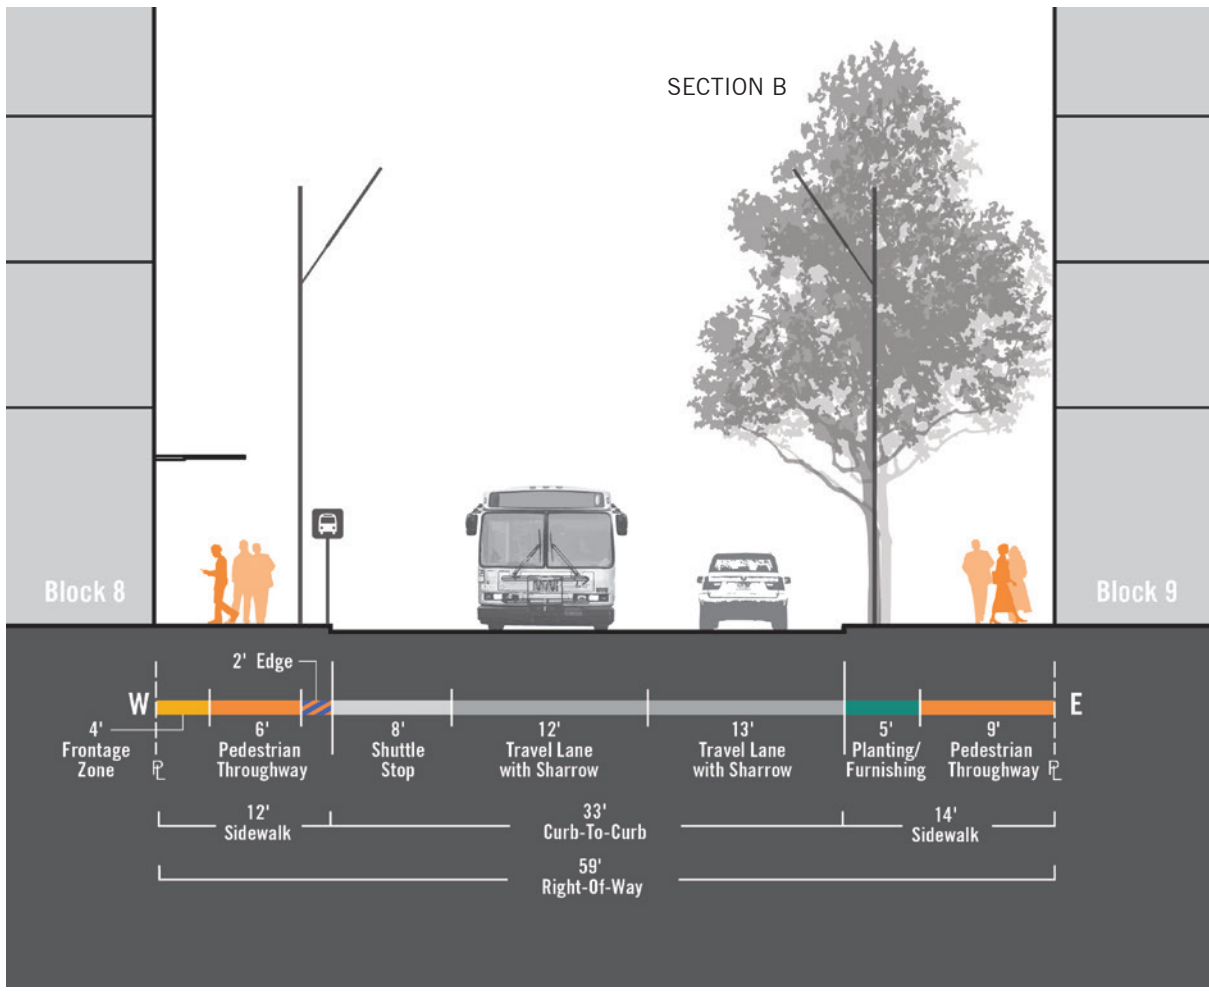 SECTION B
Block 8
Block 9
2' Edge
W
E
4'
Frontage
Zone
6'
Pedestrian
Throughway
8'
Shuttle
Stop
12'
Travel Lane
with Sharrow
13'
Travel Lane
with Sharrow
5'
Planting/
Furnishing
9'
Pedestrian
Throughway
PL
PL
12'
Sidewalk
33'
Curb-To-Curb
14'
Sidewalk
59'
Right-Of-Way